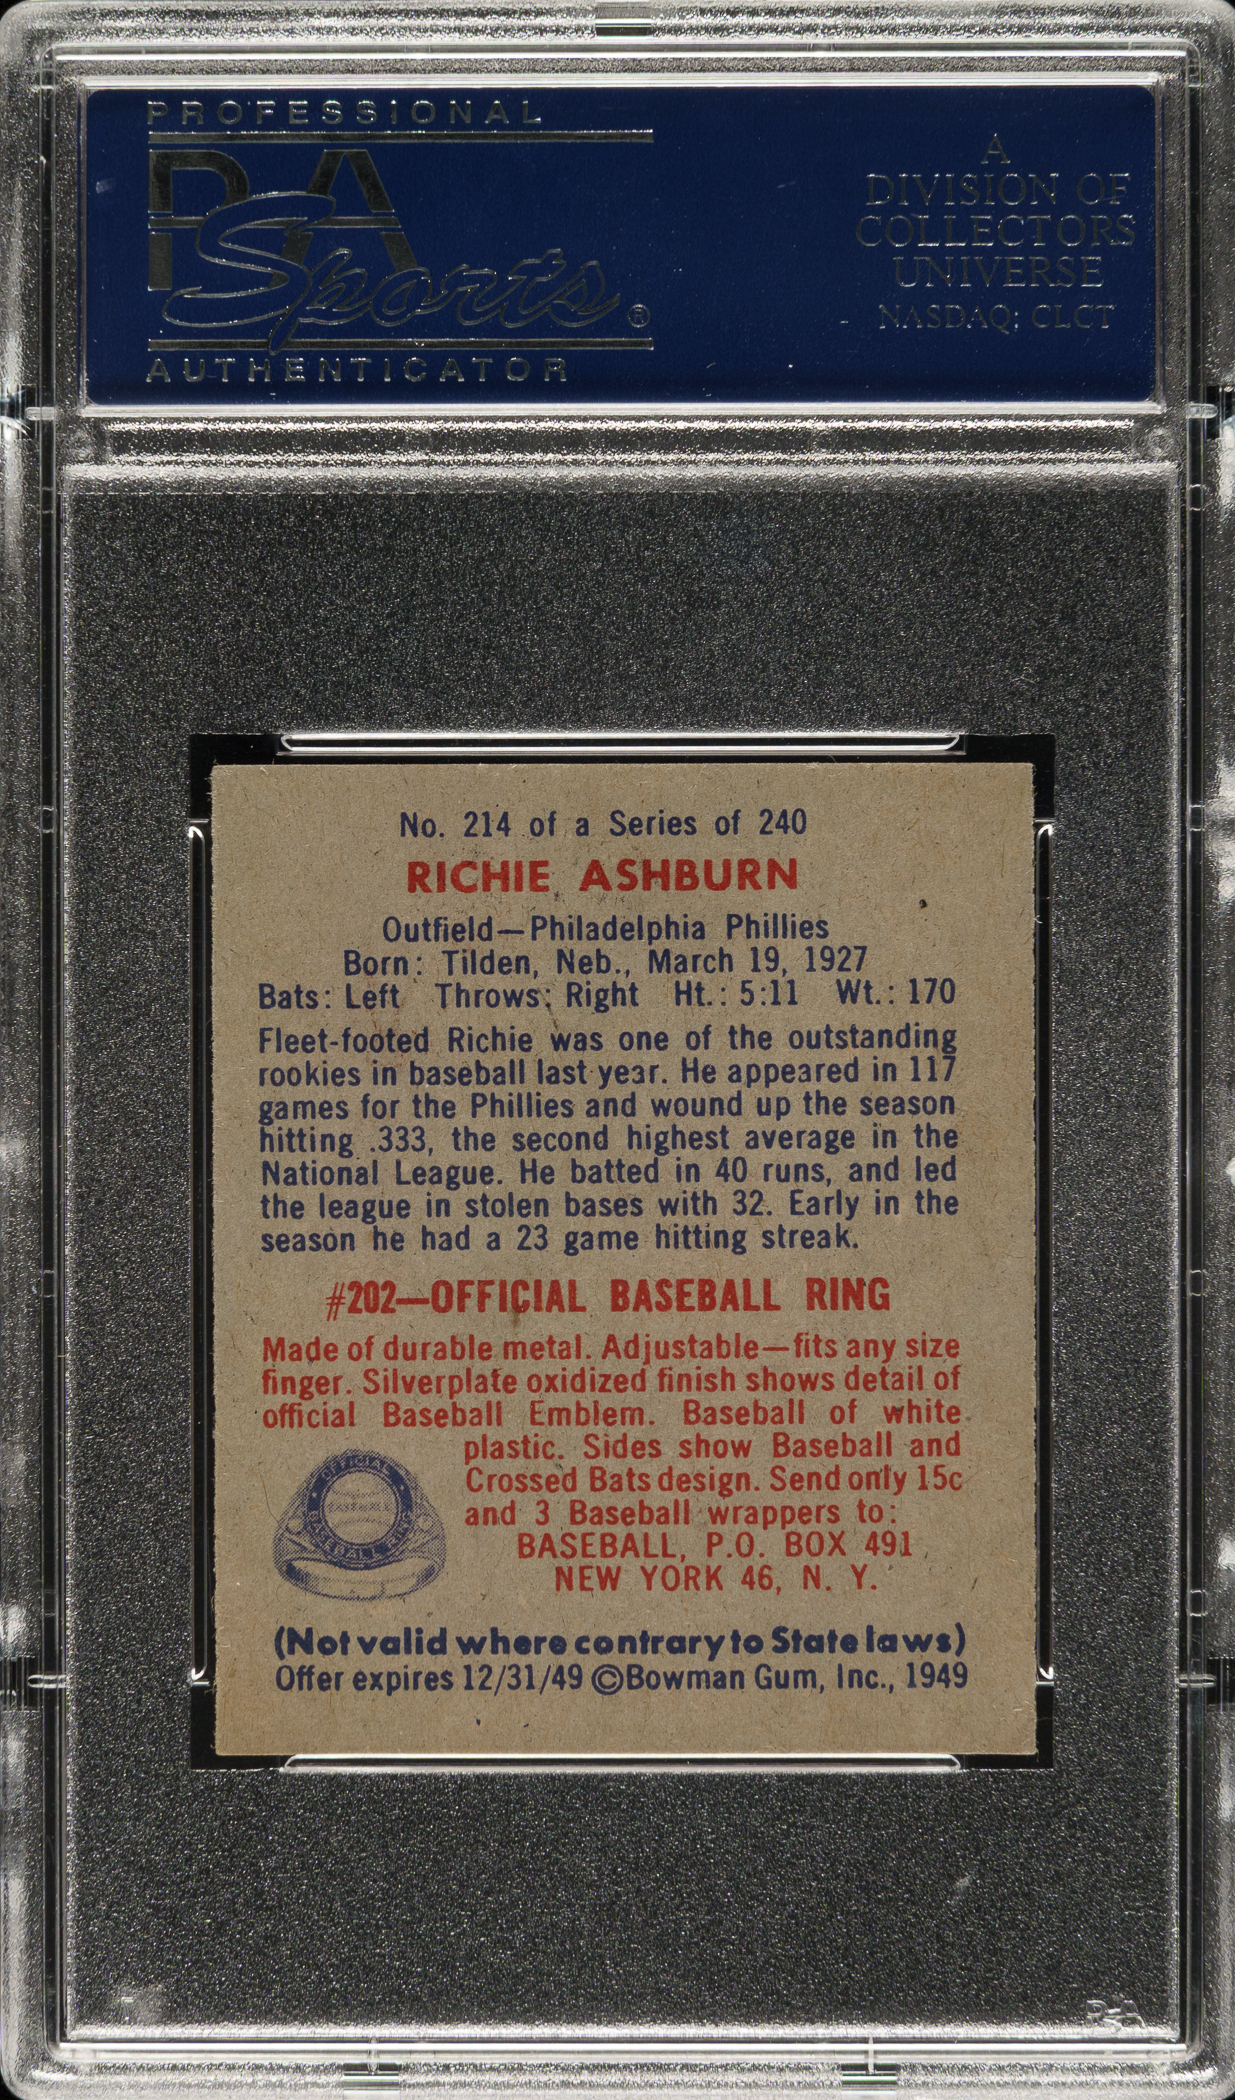 PROFESSIONAL
PSA
Sports®
AUTHENTICATOR
A
DIVISION OF
COLLECTORS
UNIVERSE
NASDAQ: CLCT
No. 214 of a Series of 240
RICHIE ASHBURN
Outfield—Philadelphia Phillies
Born: Tilden, Neb., March 19, 1927
Bats: Left Throws: Right Ht.: 5:11 Wt.: 170
Fleet-footed Richie was one of the outstanding
rookies in baseball last year. He appeared in 117
games for the Phillies and wound up the season
hitting .333, the second highest average in the
National League. He batted in 40 runs, and led
the league in stolen bases with 32. Early in the
season he had a 23 game hitting streak.
#202—OFFICIAL BASEBALL RING
Made of durable metal. Adjustable—fits any size
finger. Silverplate oxidized finish shows detail of
official Baseball Emblem. Baseball of white
plastic. Sides show Baseball and
Crossed Bats design. Send only 15c
and 3 Baseball wrappers to:
BASEBALL, P.O. BOX 491
NEW YORK 46, N. Y.
OFFICIAL
BASEBALL RING
(Not valid where contrary to State laws)
Offer expires 12/31/49 ©Bowman Gum, Inc., 1949
PSA